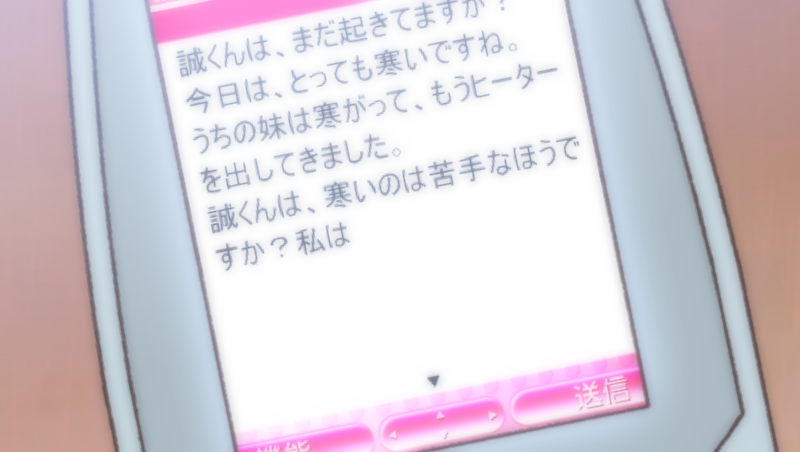 誠くんは、まだ起きてますか？
今日は、とっても寒いですね。
うちの妹は寒がって、もうヒーター
を出してきました。
誠くんは、寒いのは苦手なほうで
すか？私は
機能
送信